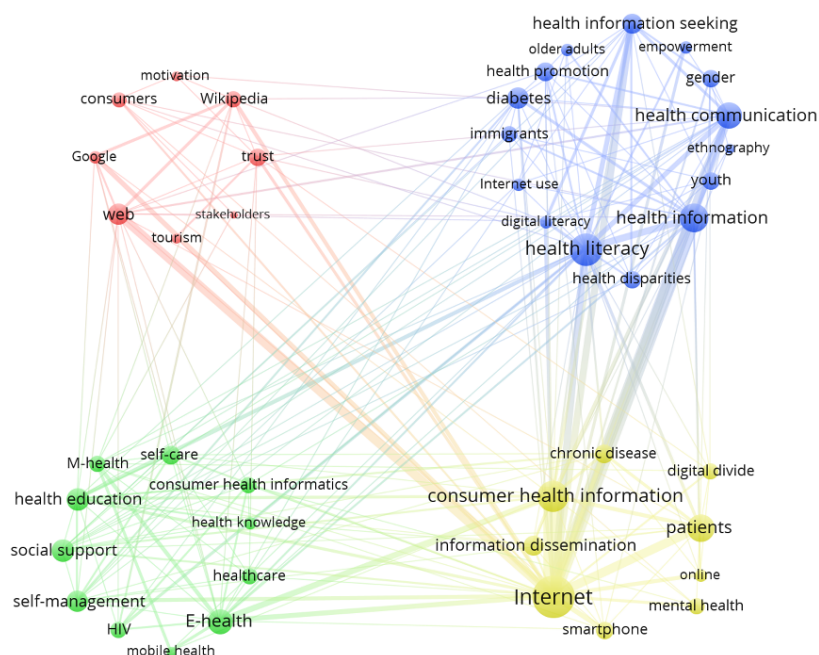 health information seeking
older adults
empowerment
motivation
health promotion
gender
consumers
Wikipedia
diabetes
health communication
immigrants
ethnography
Google
trust
Internet use
youth
web
stakeholders
digital literacy
health information
tourism
health literacy
health disparities
self-care
chronic disease
M-health
digital divide
consumer health informatics
health education
consumer health information
health knowledge
patients
social support
information dissemination
healthcare
online
self-management
Internet
mental health
HIV
E-health
smartphone
mobile health